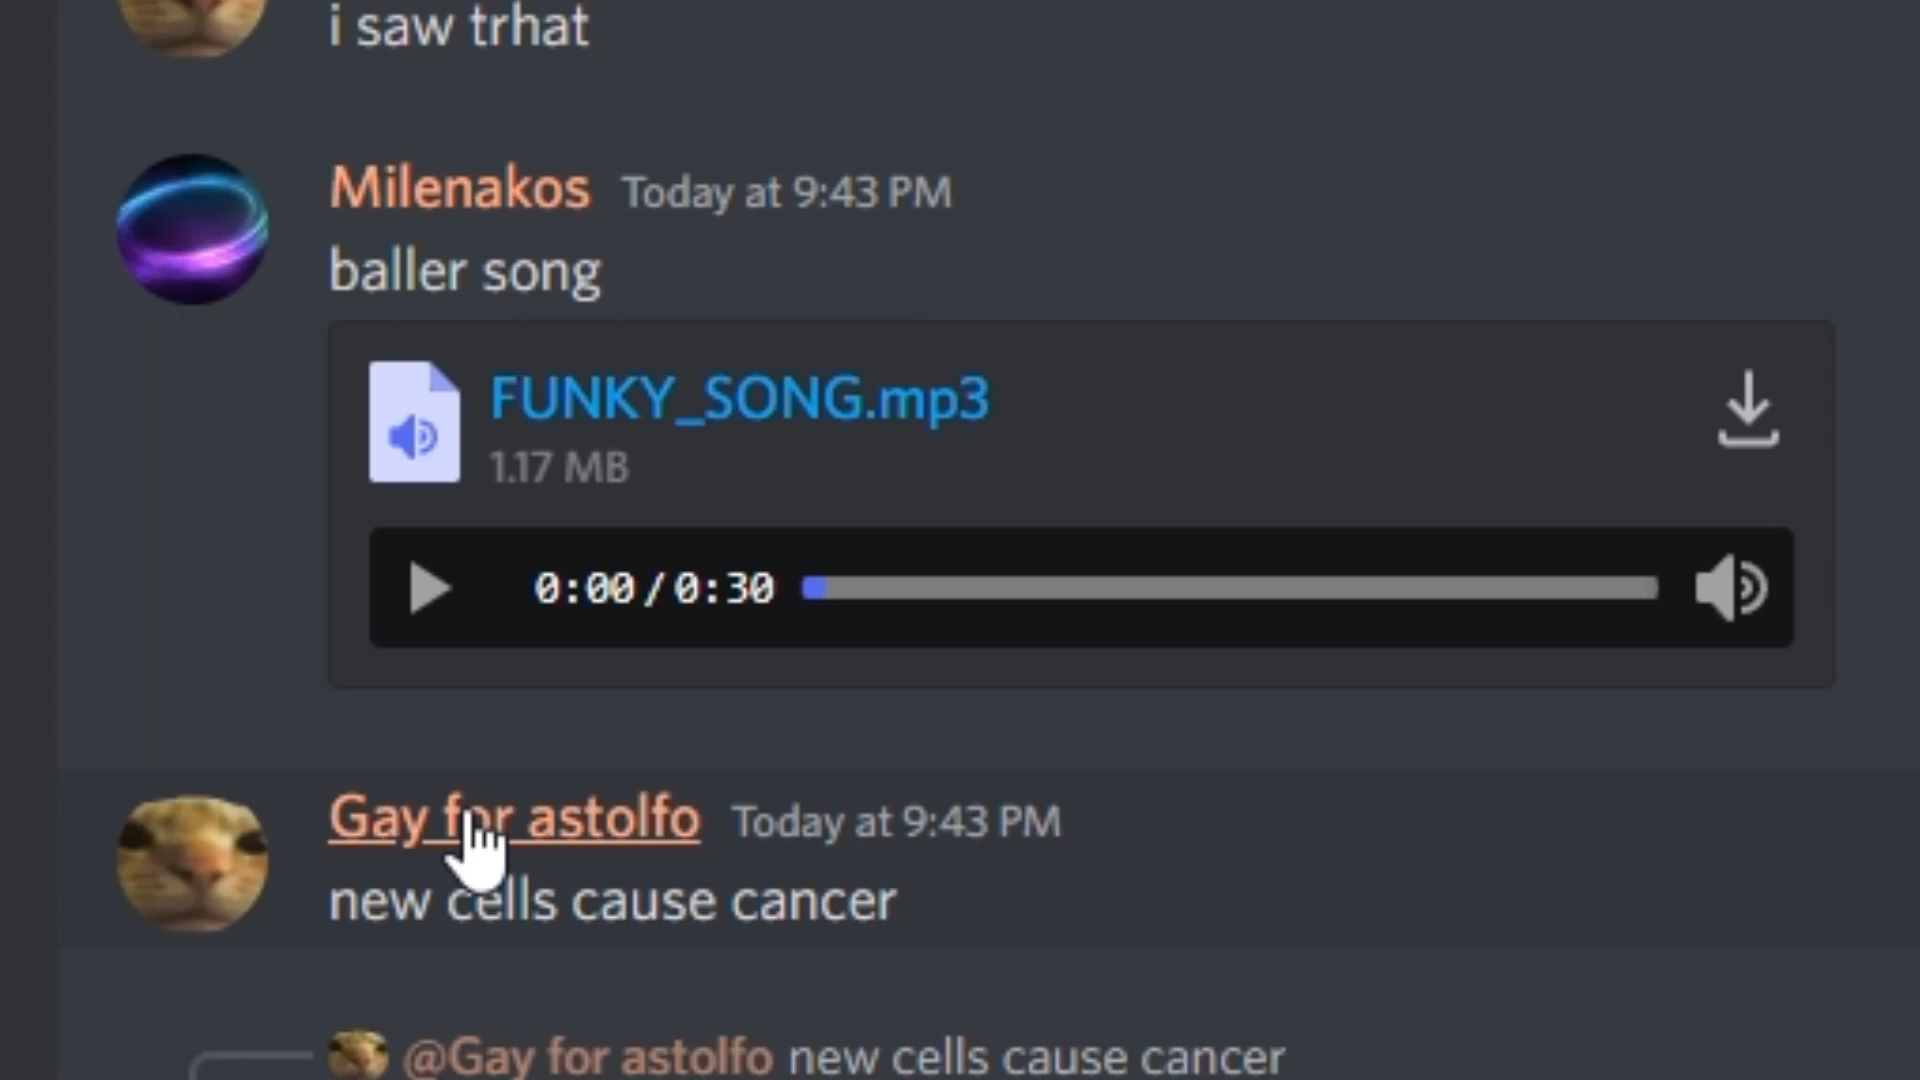 i saw trhat
Milenakos Today at 9:43 PM
baller song
FUNKY_SONG.mp3
1.17 MB
0:00/0:30
Gay for astolfo Today at 9:43 PM
new cells cause cancer
@Gay for astolfo new cells cause cancer